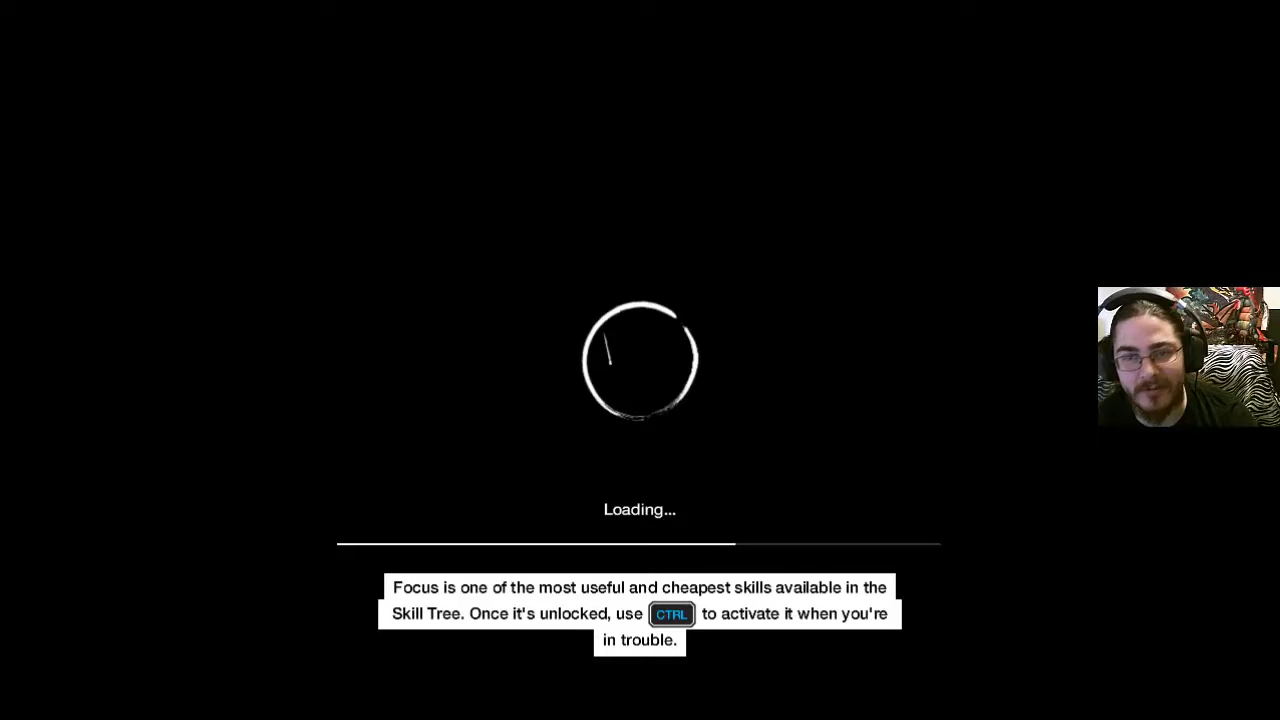 Loading...
Focus is one of the most useful and cheapest skills available in the
Skill Tree. Once it's unlocked, use CTRL to activate it when you're
in trouble.